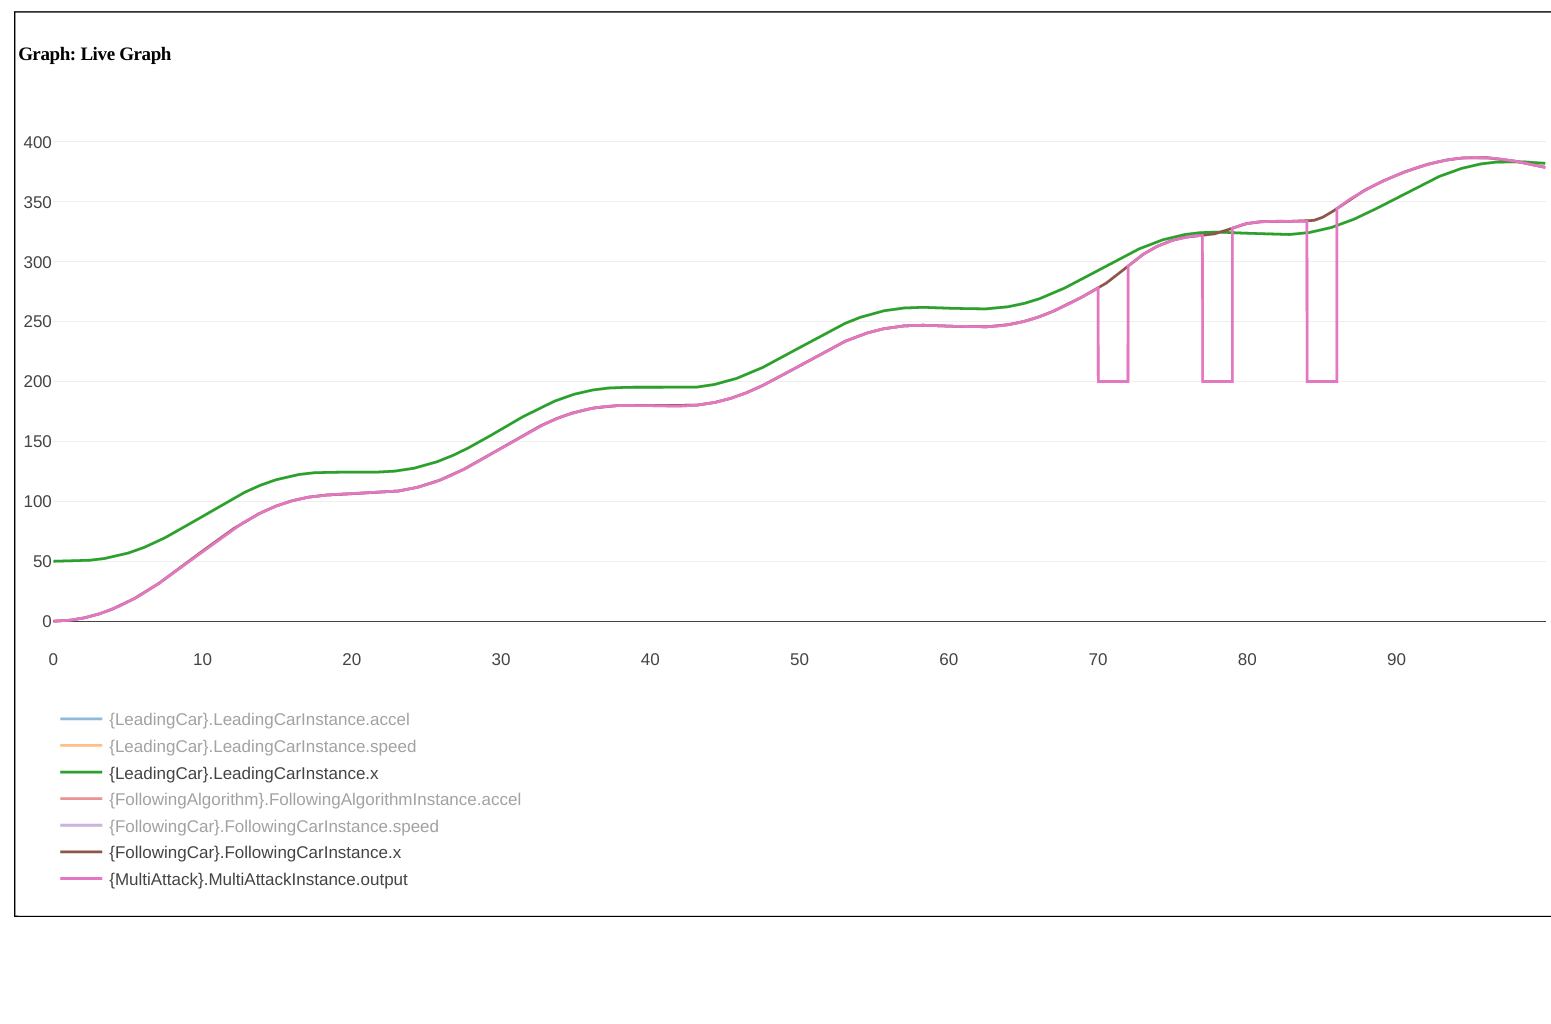 Graph: Live Graph
400
350
300
250
200
150
100
50
0
0 10 20 30 40 50 60 70 80 90
{LeadingCar}.LeadingCarInstance.accel
{LeadingCar}.LeadingCarInstance.speed
{LeadingCar}.LeadingCarInstance.x
{FollowingAlgorithm}.FollowingAlgorithmInstance.accel
{FollowingCar}.FollowingCarInstance.speed
{FollowingCar}.FollowingCarInstance.x
{MultiAttack}.MultiAttackInstance.output